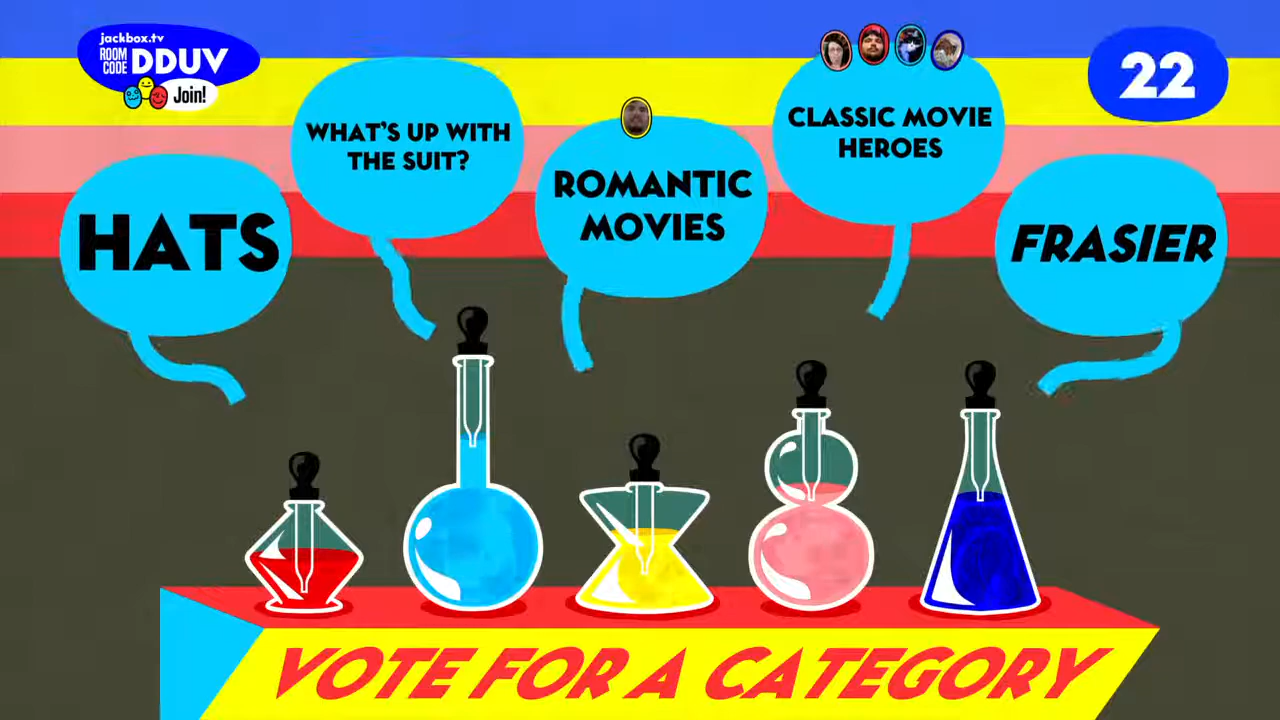 jackbox.tv
ROOM
CODE DDUV
Join!
22
HATS
WHAT'S UP WITH
THE SUIT?
ROMANTIC
MOVIES
CLASSIC MOVIE
HEROES
FRASIER
VOTE FOR A CATEGORY